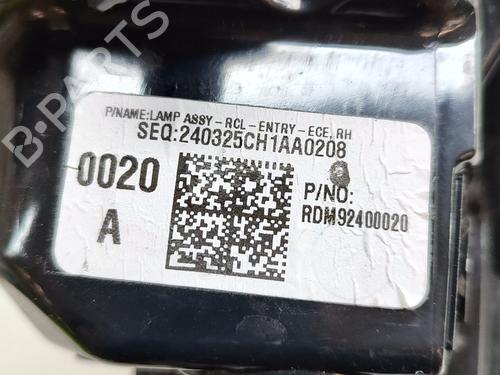 B-PARTS
P/NAME:LAMP ASSY-RCL-ENTRY-ECE,RH
SEQ:240325CH1AA0208
0020
A
P/NO:
RDM92400020